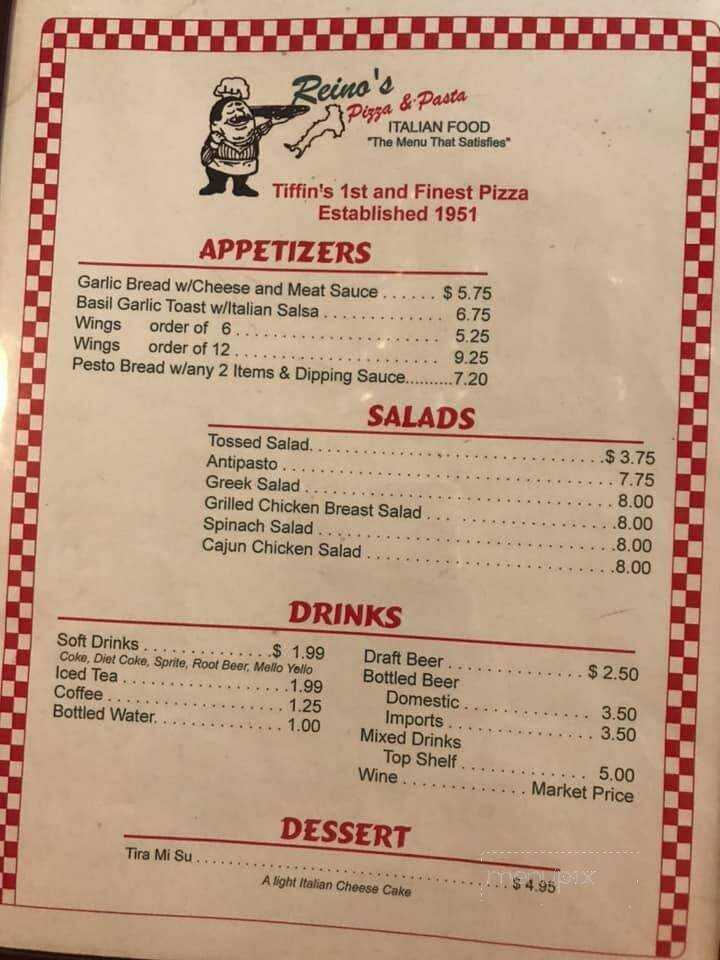 Reino's
Pizza & Pasta
ITALIAN FOOD
"The Menu That Satisfies"
Tiffin's 1st and Finest Pizza
Established 1951
APPETIZERS
Garlic Bread w/Cheese and Meat Sauce ...... $ 5.75
Basil Garlic Toast w/Italian Salsa ............. 6.75
Wings order of 6 ...................... 5.25
Wings order of 12 ...................... 9.25
Pesto Bread w/any 2 Items & Dipping Sauce..........7.20
SALADS
Tossed Salad. .............................. $ 3.75
Antipasto .................................. 7.75
Greek Salad ................................ 8.00
Grilled Chicken Breast Salad .................... 8.00
Spinach Salad .............................. 8.00
Cajun Chicken Salad ......................... 8.00
DRINKS
Soft Drinks ............. $ 1.99
Coke, Diet Coke, Sprite, Root Beer, Mello Yello
Iced Tea ................ 1.99
Coffee .................. 1.25
Bottled Water. ............ 1.00
Draft Beer ............. $ 2.50
Bottled Beer
Domestic ............. 3.50
Imports ............... 3.50
Mixed Drinks
Top Shelf ............. 5.00
Wine ............ Market Price
DESSERT
Tira Mi Su ................................ $ 4.95
A light Italian Cheese Cake
menupix